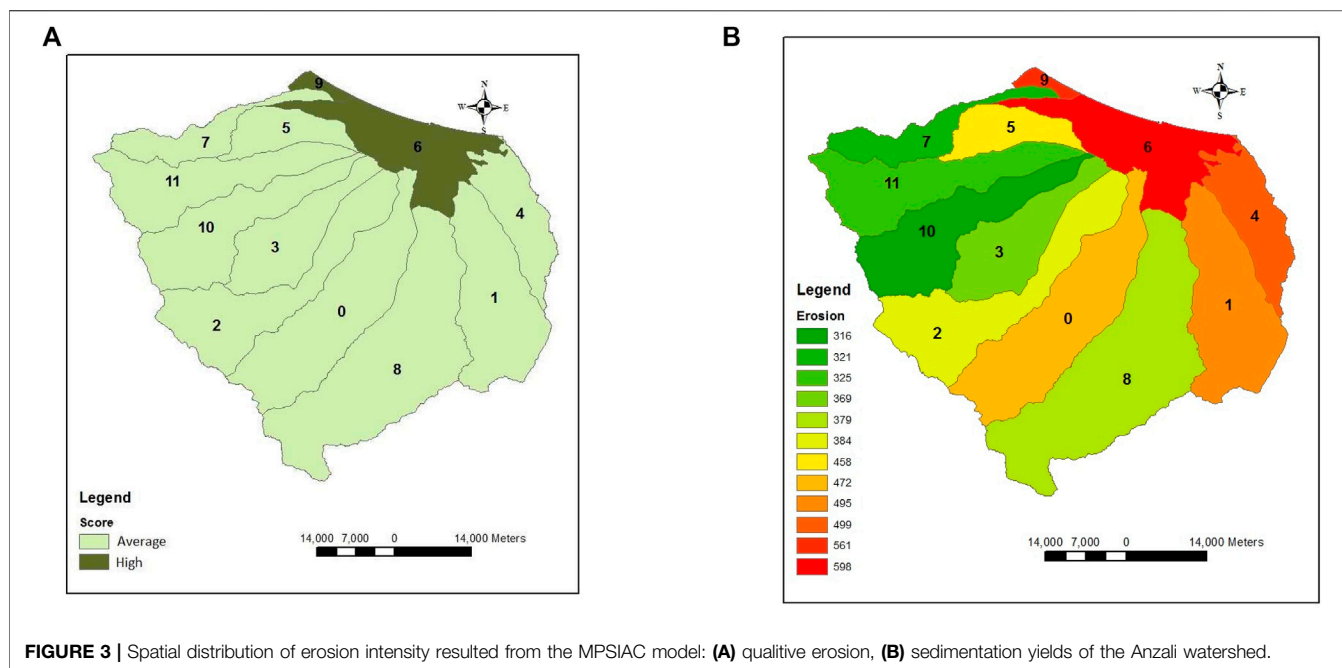 A
N
W E
S
9
5
7
6
11
4
10
3
1
0
2
8
Legend
Score
Average
High
14,000 7,000 0 14,000 Meters
B
N
W E
S
9
5
7
6
11
4
10
3
1
0
2
8
Legend
Erosion
316
321
325
369
379
384
458
472
495
499
561
598
14,000 7,000 0 14,000 Meters
FIGURE 3 | Spatial distribution of erosion intensity resulted from the MPSIAC model: (A) qualitive erosion, (B) sedimentation yields of the Anzali watershed.